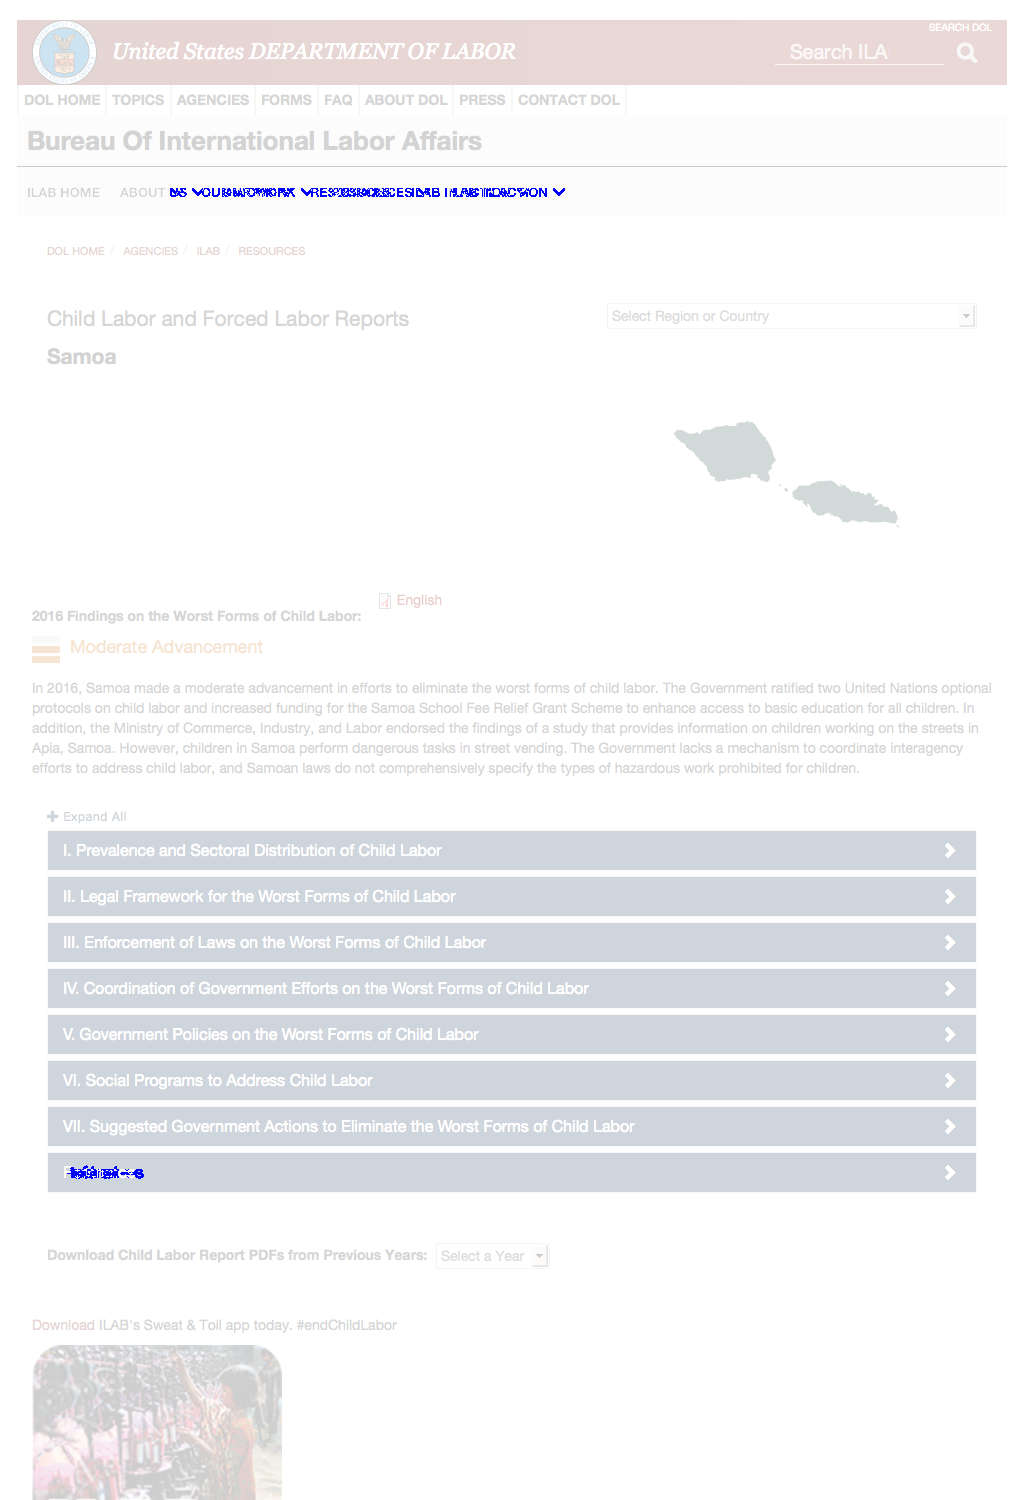 SEARCH DOL
United States DEPARTMENT OF LABOR
Search ILA
DOL HOME TOPICS AGENCIES FORMS FAQ ABOUT DOL PRESS CONTACT DOL
Bureau Of International Labor Affairs
ILAB HOME ABOUT
DOL HOME / AGENCIES / ILAB / RESOURCES
Child Labor and Forced Labor Reports
Select Region or Country
Samoa
English
2016 Findings on the Worst Forms of Child Labor:
Moderate Advancement
In 2016, Samoa made a moderate advancement in efforts to eliminate the worst forms of child labor. The Government ratified two United Nations optional
protocols on child labor and increased funding for the Samoa School Fee Relief Grant Scheme to enhance access to basic education for all children. In
addition, the Ministry of Commerce, Industry, and Labor endorsed the findings of a study that provides information on children working on the streets in
Apia, Samoa. However, children in Samoa perform dangerous tasks in street vending. The Government lacks a mechanism to coordinate interagency
efforts to address child labor, and Samoan laws do not comprehensively specify the types of hazardous work prohibited for children.
Expand All
I. Prevalence and Sectoral Distribution of Child Labor
II. Legal Framework for the Worst Forms of Child Labor
III. Enforcement of Laws on the Worst Forms of Child Labor
IV. Coordination of Government Efforts on the Worst Forms of Child Labor
V. Government Policies on the Worst Forms of Child Labor
VI. Social Programs to Address Child Labor
VII. Suggested Government Actions to Eliminate the Worst Forms of Child Labor
Download Child Labor Report PDFs from Previous Years: Select a Year
Download ILAB's Sweat & Toil app today. #endChildLabor